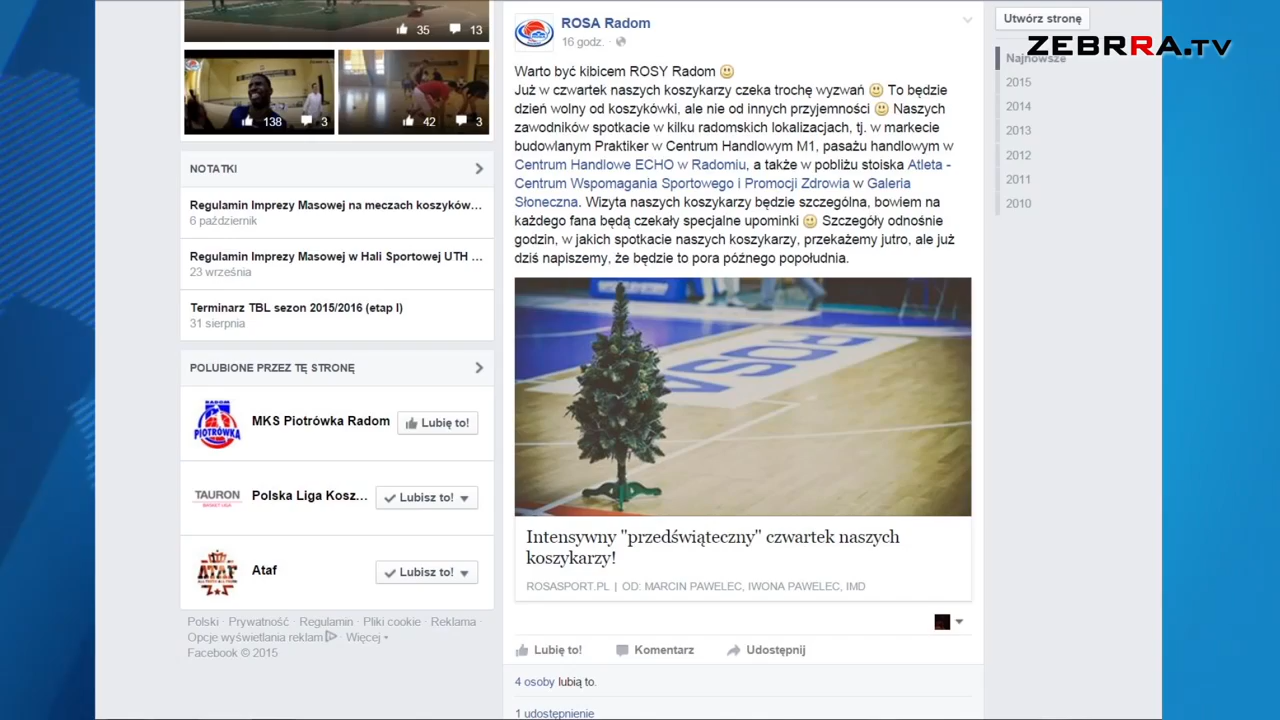 35 13
138 3
42 3
NOTATKI
Regulamin Imprezy Masowej na meczach koszyków...
6 październik
Regulamin Imprezy Masowej w Hali Sportowej UTH ...
23 września
Terminarz TBL sezon 2015/2016 (etap I)
31 sierpnia
POLUBIONE PRZEZ TĘ STRONĘ
RADOM
PIOTRÓWKA
MKS Piotrówka Radom
Lubię to!
TAURON
BASKET LIGA
Polska Liga Kosz...
Lubisz to!
ATAF
Ataf
Lubisz to!
Polski · Prywatność · Regulamin · Pliki cookie · Reklama ·
Opcje wyświetlania reklam · Więcej
Facebook © 2015
ROSA Radom
16 godz. ·
Warto być kibicem ROSY Radom
Już w czwartek naszych koszykarzy czeka trochę wyzwań To będzie
dzień wolny od koszykówki, ale nie od innych przyjemności Naszych
zawodników spotkacie w kilku radomskich lokalizacjach, tj. w markecie
budowlanym Praktiker w Centrum Handlowym M1, pasażu handlowym w
Centrum Handlowe ECHO w Radomiu, a także w pobliżu stoiska Atleta -
Centrum Wspomagania Sportowego i Promocji Zdrowia w Galeria
Słoneczna. Wizyta naszych koszykarzy będzie szczególna, bowiem na
każdego fana będą czekały specjalne upominki Szczegóły odnośnie
godzin, w jakich spotkacie naszych koszykarzy, przekażemy jutro, ale już
dziś napiszemy, że będzie to pora późnego popołudnia.
ROSA
Intensywny "przedświąteczny" czwartek naszych
koszykarzy!
ROSASPORT.PL | OD: MARCIN PAWELEC, IWONA PAWELEC, IMD
Lubię to! Komentarz Udostępnij
4 osoby lubią to.
1 udostępnienie
Utwórz stronę
ZEBRRA.TV
Najnowsze
2015
2014
2013
2012
2011
2010